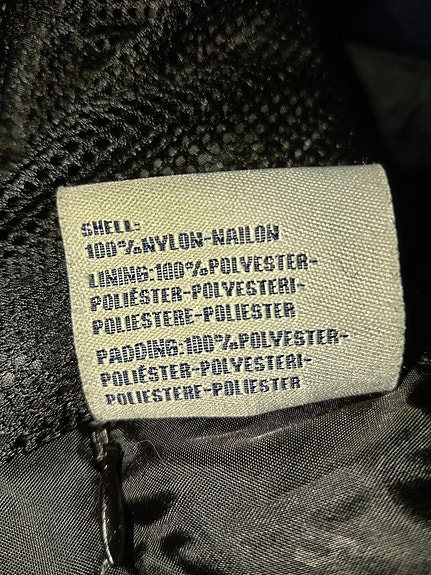 SHELL:
100%NYLON-NAILON
LINING:100%POLYESTER-
POLIÉSTER-POLYESTERI-
POLIESTERE-POLIESTER
PADDING:100%POLYESTER-
POLIÉSTER-POLYESTERI-
POLIESTERE-POLIESTER